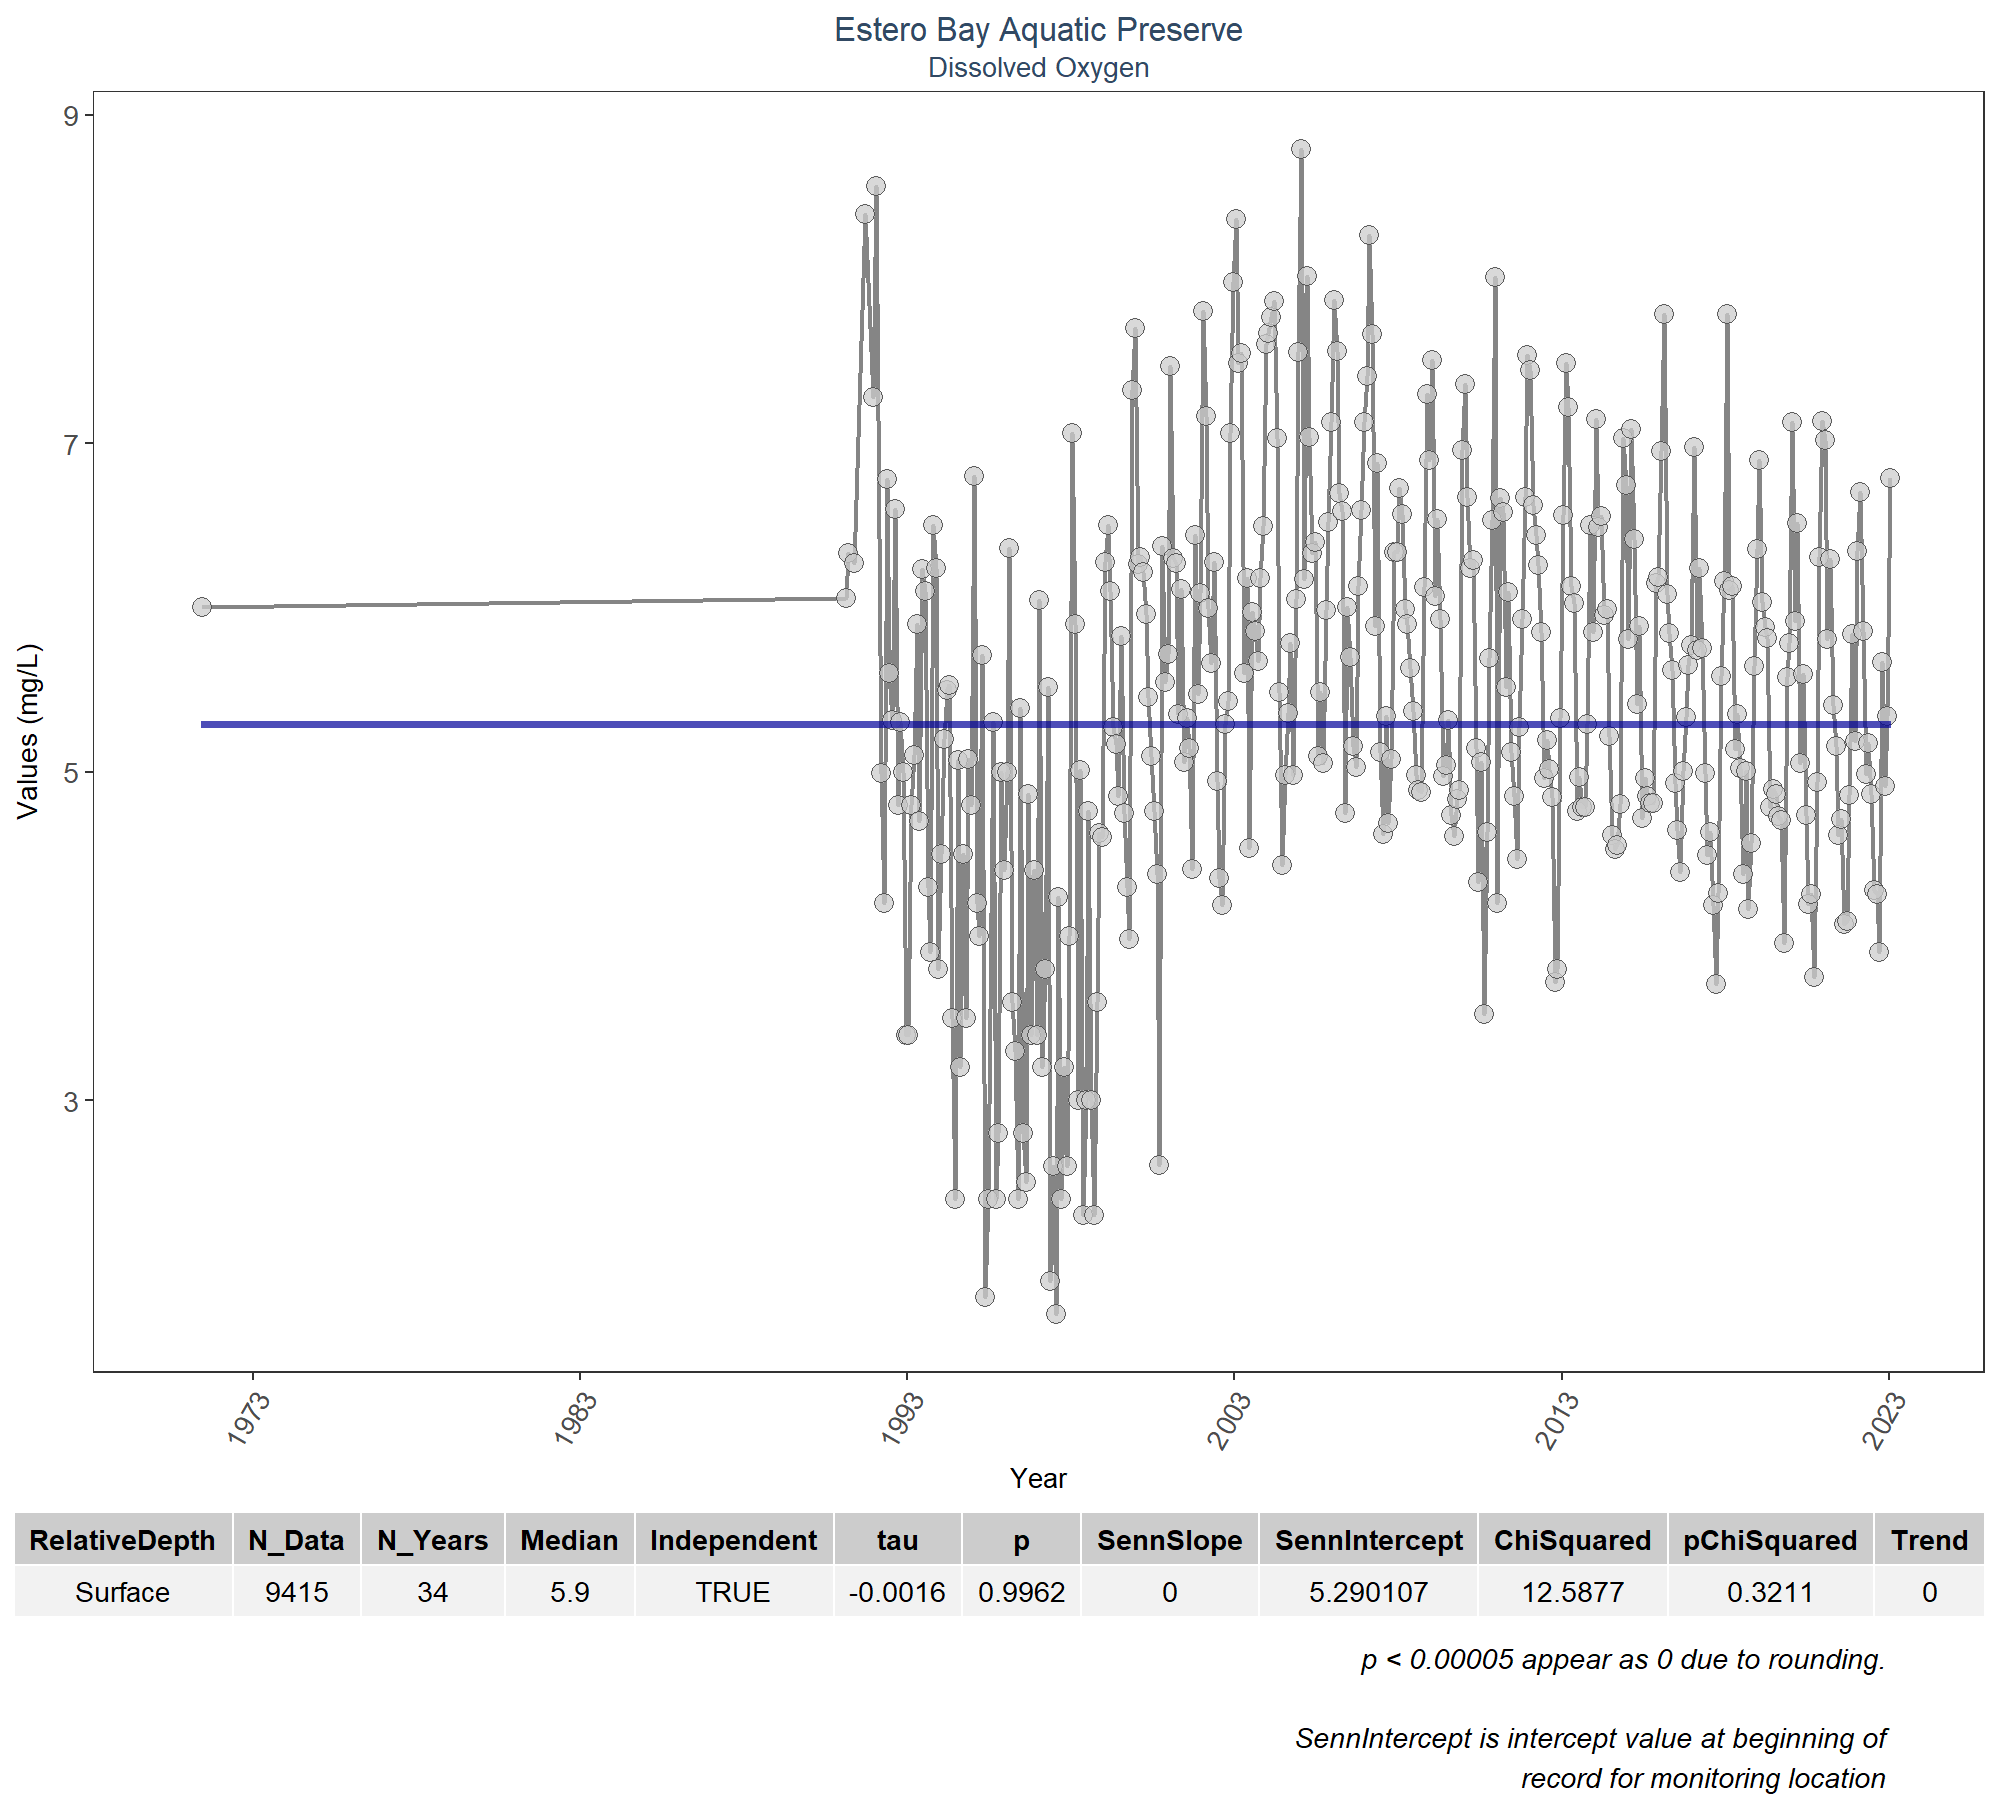 Estero Bay Aquatic Preserve
Dissolved Oxygen
Values (mg/L)
9
7
5
3
1973 1983 1993 2003 2013 2023
Year
RelativeDepth N_Data N_Years Median Independent tau p SennSlope SennIntercept ChiSquared pChiSquared Trend
Surface 9415 34 5.9 TRUE -0.0016 0.9962 0 5.290107 12.5877 0.3211 0
p < 0.00005 appear as 0 due to rounding.
SennIntercept is intercept value at beginning of
record for monitoring location